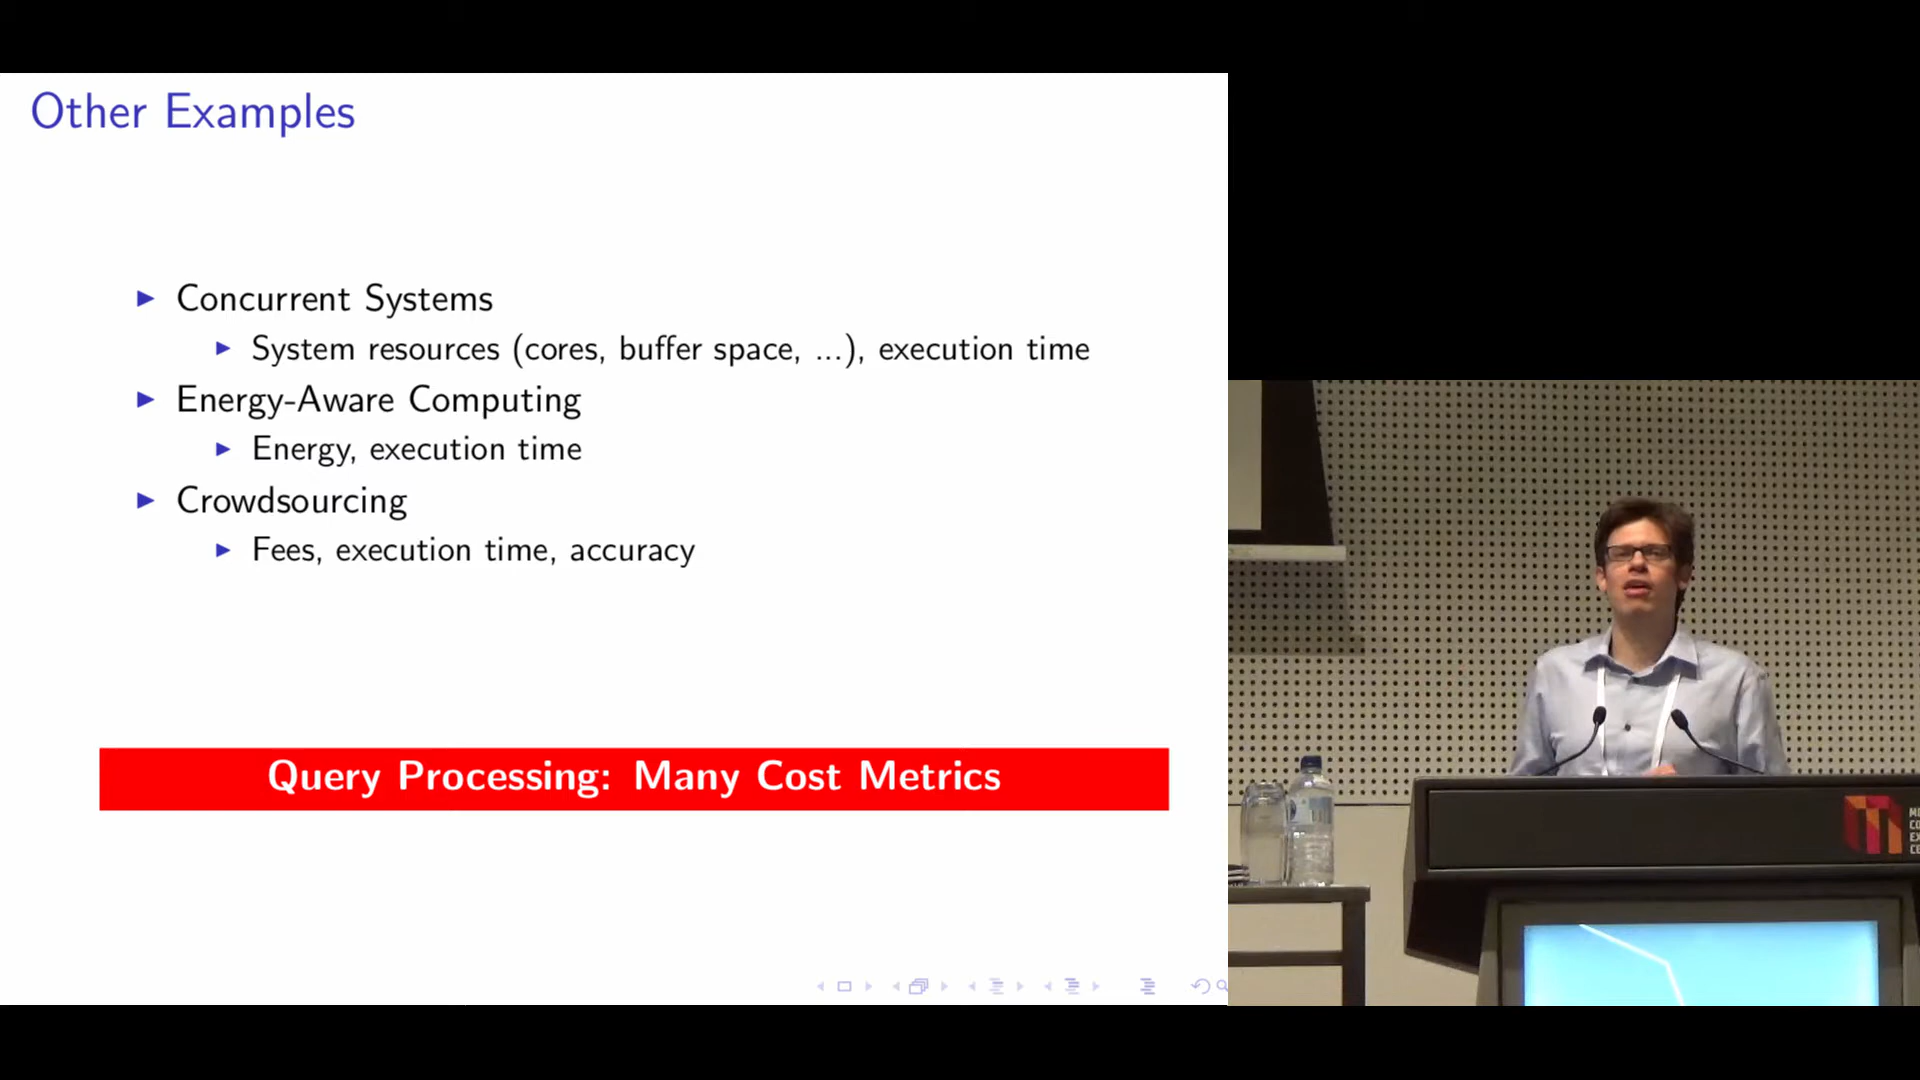 Other Examples
Concurrent Systems
System resources (cores, buffer space, ...), execution time
Energy-Aware Computing
Energy, execution time
Crowdsourcing
Fees, execution time, accuracy
Query Processing: Many Cost Metrics